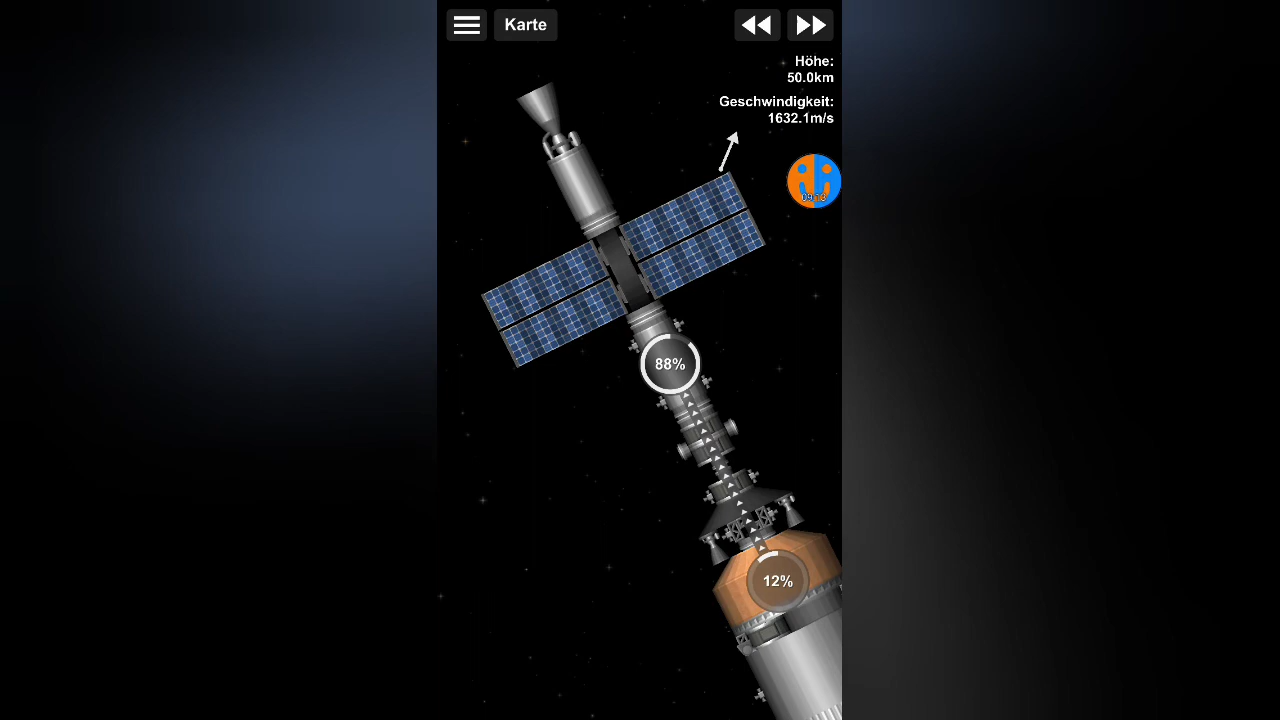 Karte
Höhe:
50.0km
Geschwindigkeit:
1632.1m/s
88%
12%